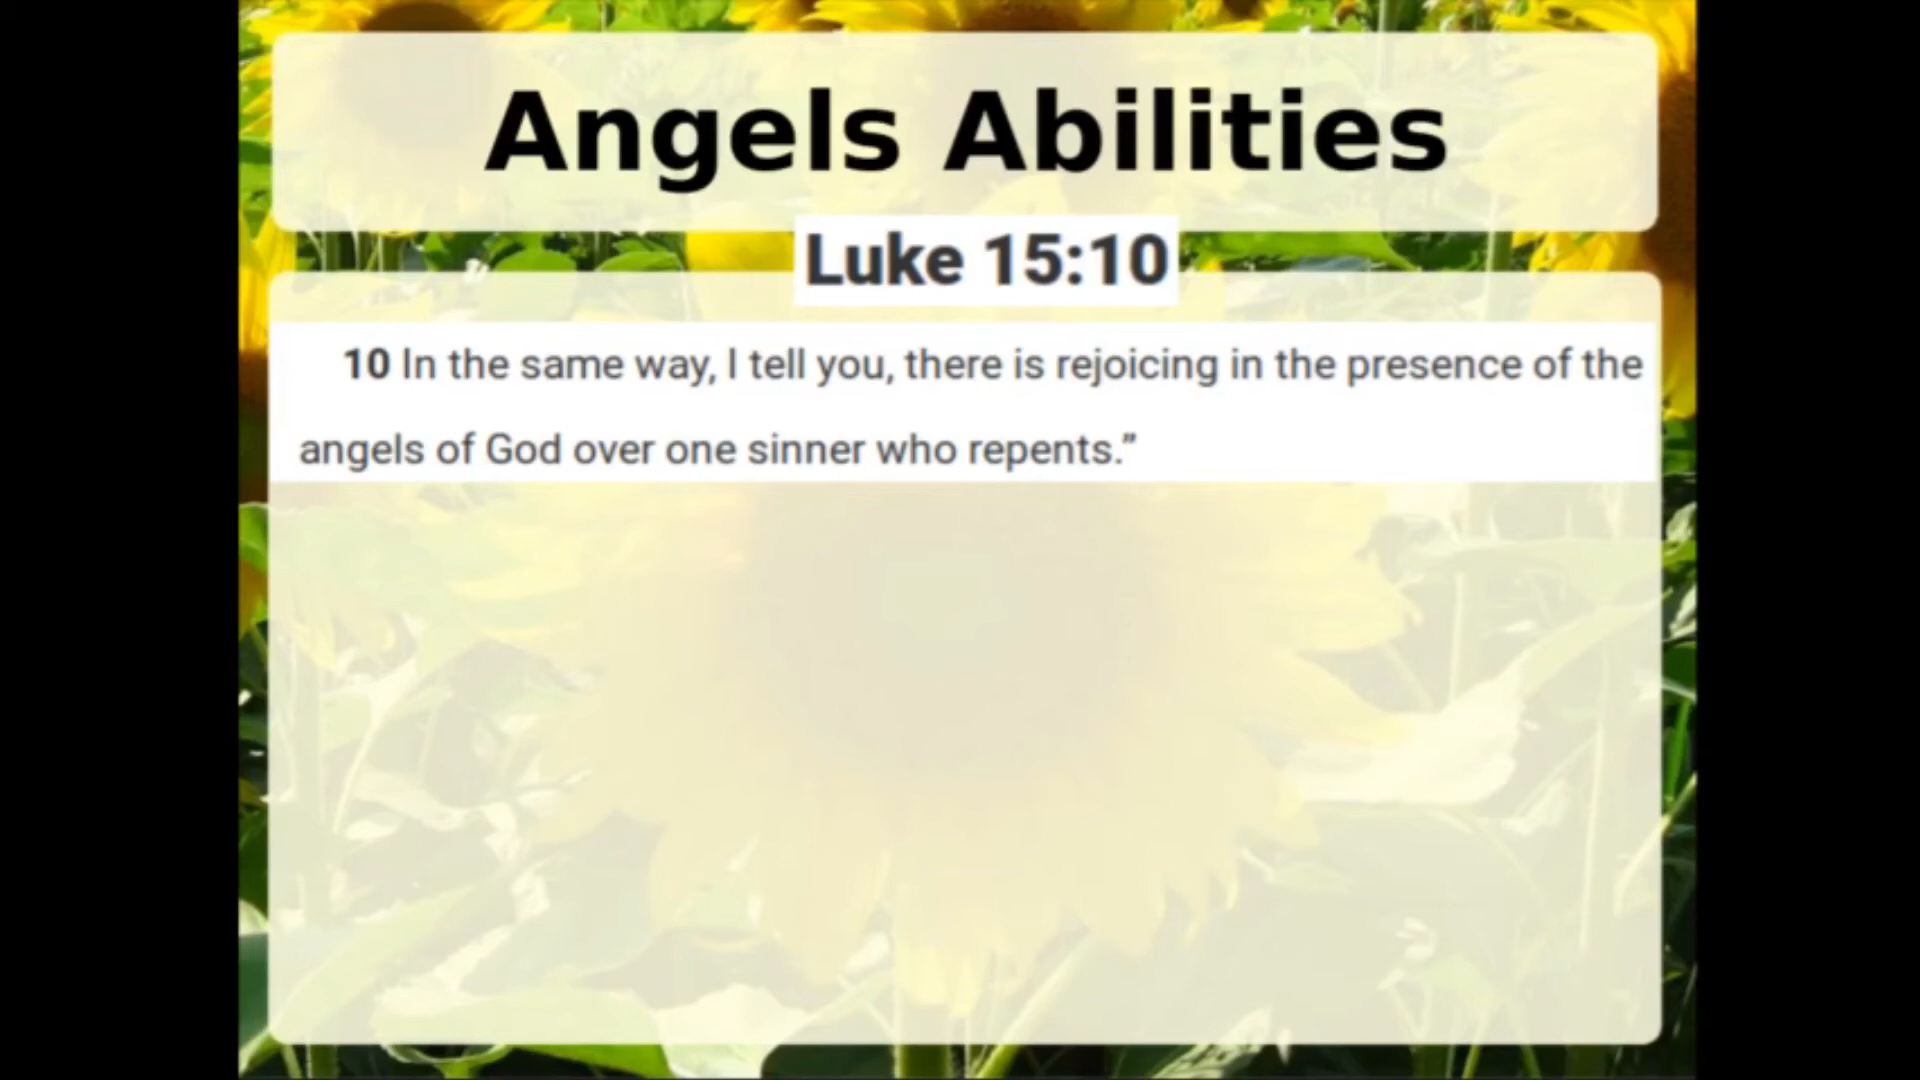 Angels Abilities
Luke 15:10
10 In the same way, I tell you, there is rejoicing in the presence of the
angels of God over one sinner who repents.”